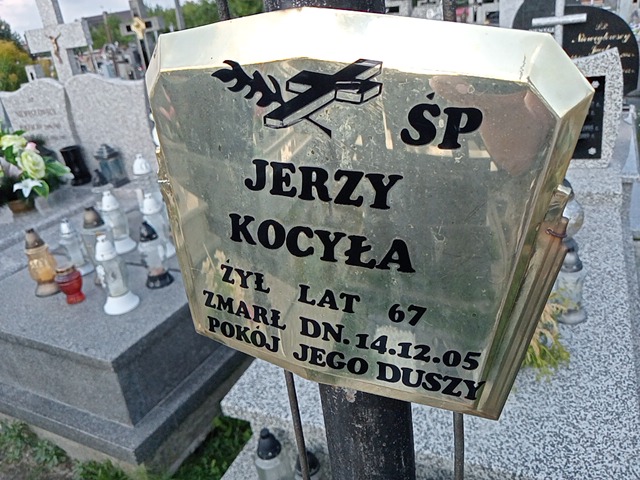 ŚP
JERZY
KOCYŁA
ŻYŁ LAT 67
ZMARŁ DN. 14.12.05
POKÓJ JEGO DUSZY